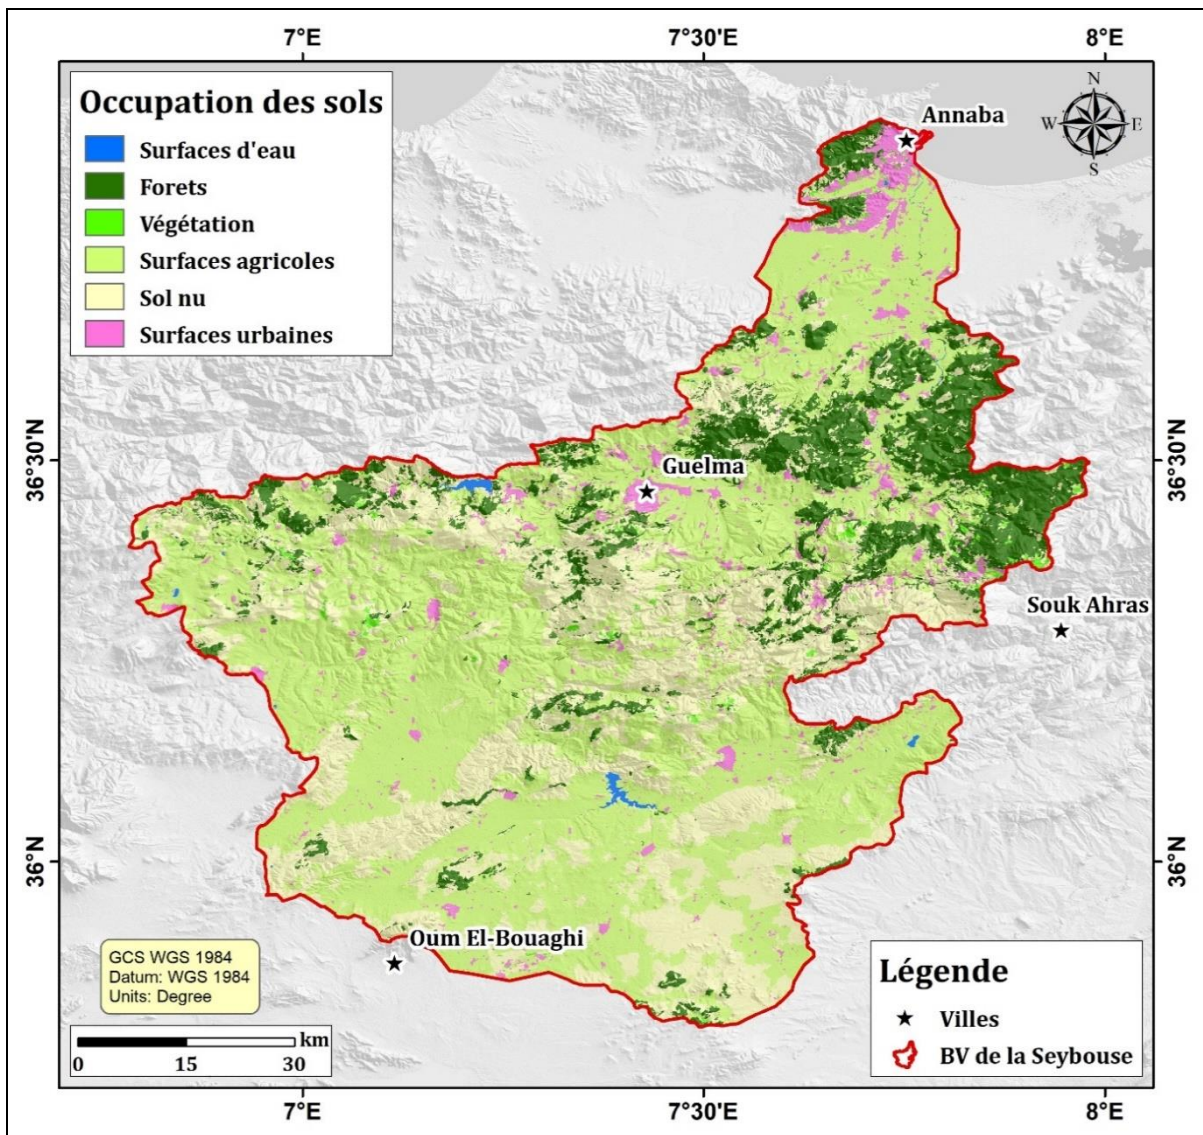 7°E
7°30'E
8°E
Occupation des sols
Surfaces d'eau
Forets
Végétation
Surfaces agricoles
Sol nu
Surfaces urbaines
N
W
E
S
Annaba
36°30'N
36°30'N
Guelma
Souk Ahras
36°N
36°N
Oum El-Bouaghi
GCS WGS 1984
Datum: WGS 1984
Units: Degree
km
0 15 30
Légende
Villes
BV de la Seybouse
7°E
7°30'E
8°E